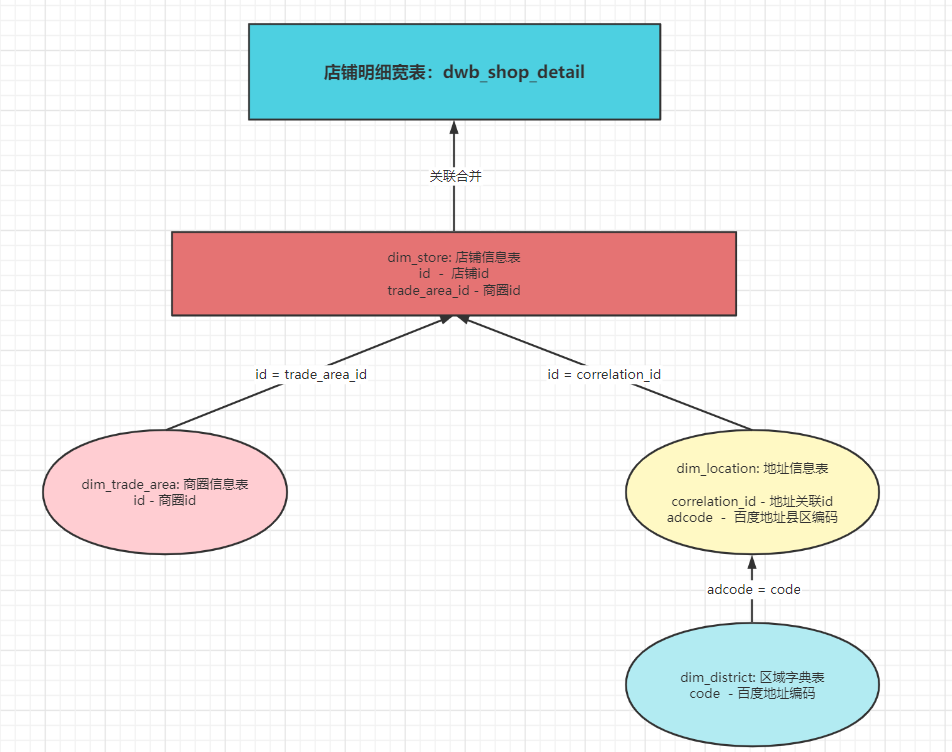 店铺明细宽表：dwb_shop_detail
关联合并
dim_store: 店铺信息表
id - 店铺id
trade_area_id - 商圈id
id = trade_area_id
id = correlation_id
dim_trade_area: 商圈信息表
id - 商圈id
dim_location: 地址信息表
correlation_id - 地址关联id
adcode - 百度地址县区编码
adcode = code
dim_district: 区域字典表
code - 百度地址编码